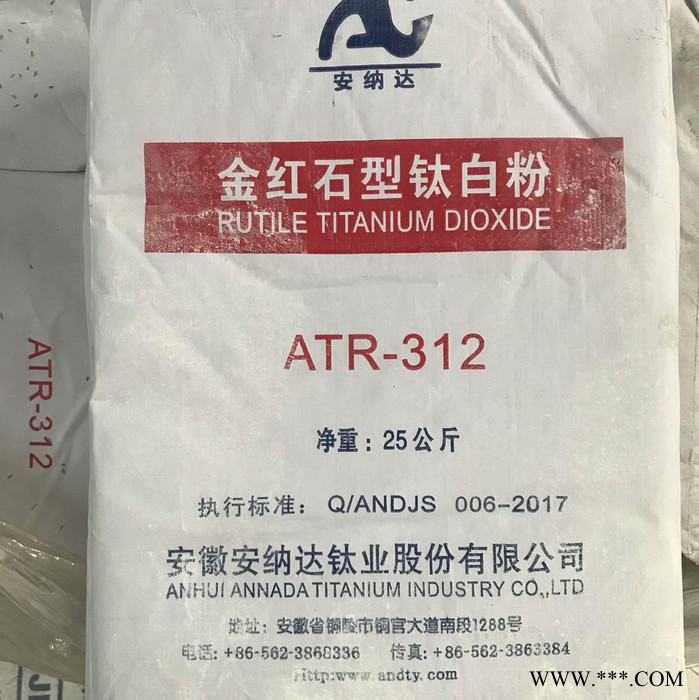 安纳达
金红石型钛白粉
RUTILE TITANIUM DIOXIDE
ATR-312
ATR-312
净重：25公斤
执行标准：Q/ANDJS 006-2017
安徽安纳达钛业股份有限公司
ANHUI ANNADA TITANIUM INDUSTRY CO.,LTD
地址：安徽省铜陵市铜官大道南段1288号
电话：+86-562-3868336 传真：+86-562-3863384
Http:www.andty.com
WWW.***.COM